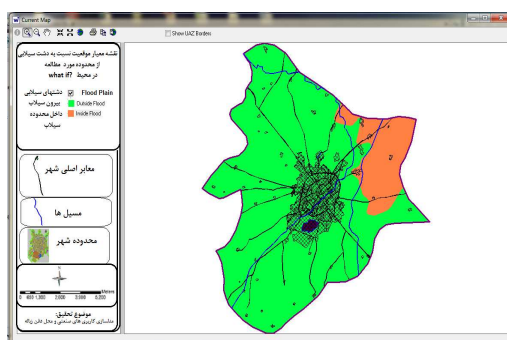 Current Map
Show UAZ Borders
نقشه معیار موقعیت نسبت به دشت سیلابی
از محدوده مورد مطالعه
در محیط what if?
دشتهای سیلابی Flood Plain
بیرون سیلاب Outside Flood
داخل محدوده Inside Flood
سیلاب
معابر اصلی شهر
مسیل ها
محدوده شهر
Meters
موضوع تحقیق:
مدلسازی کاربری های صنعتی و محل دفن زباله